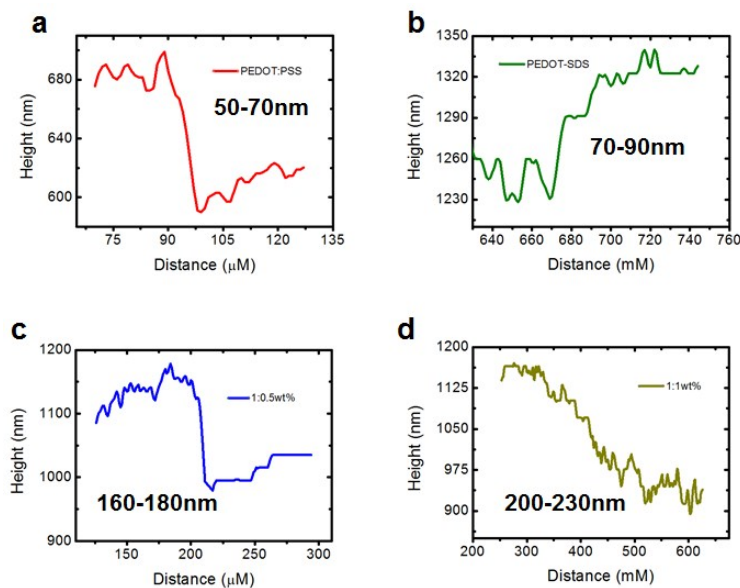 a
PEDOT:PSS
50-70nm
680
640
600
75 90 105 120 135
Height (nm)
Distance (μM)
b
PEDOT-SDS
70-90nm
1350
1320
1290
1260
1230
640 660 680 700 720 740 760
Height (nm)
Distance (mM)
c
1:0.5wt%
160-180nm
1200
1100
1000
900
150 200 250 300
Height (nm)
Distance (μM)
d
1:1wt%
200-230nm
1200
1125
1050
975
900
200 300 400 500 600
Height (nm)
Distance (mM)